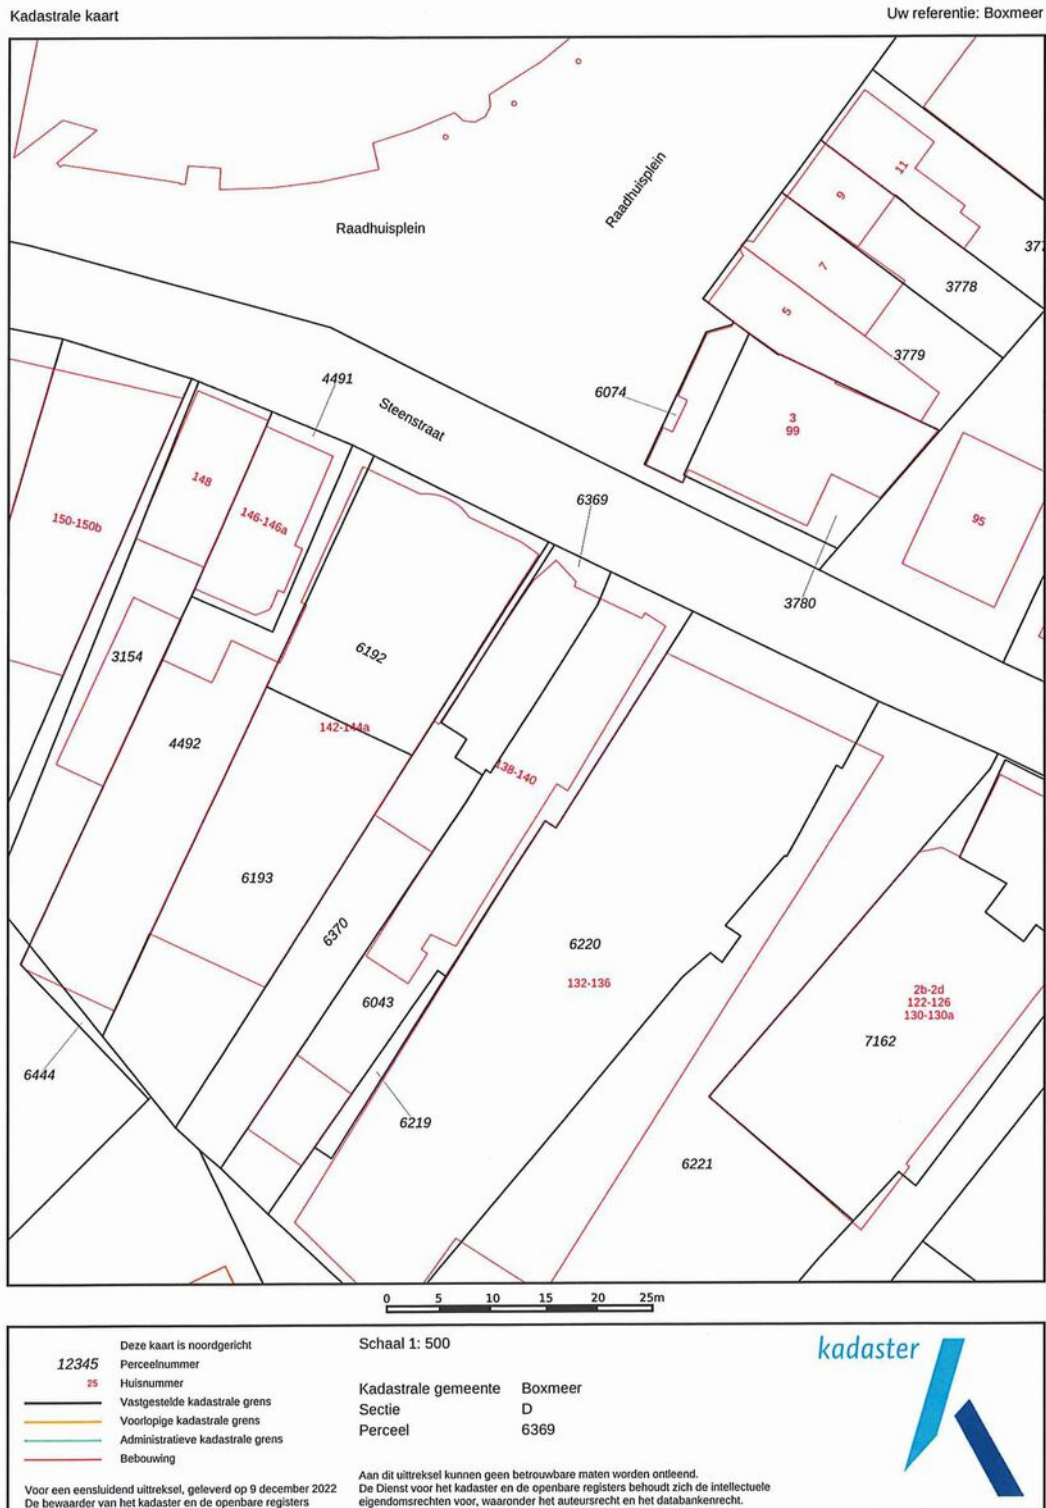 Kadastrale kaart
Uw referentie: Boxmeer
Raadhuisplein
Raadhuisplein
11
9
7
5
377
3778
3779
4491
Steenstraat
6074
3
99
148
146-146a
150-150b
6369
95
3780
3154
6192
4492
142-144a
138-140
6193
6370
6220
132-136
6043
2b-2d
122-126
130-130a
7162
6444
6219
6221
0 5 10 15 20 25m
Deze kaart is noordgericht
12345 Perceelnummer
25 Huisnummer
Vastgestelde kadastrale grens
Voorlopige kadastrale grens
Administratieve kadastrale grens
Bebouwing
Voor een eensluidend uittreksel, geleverd op 9 december 2022
De bewaarder van het kadaster en de openbare registers
Schaal 1: 500
Kadastrale gemeente Boxmeer
Sectie D
Perceel 6369
Aan dit uittreksel kunnen geen betrouwbare maten worden ontleend.
De Dienst voor het kadaster en de openbare registers behoudt zich de intellectuele
eigendomsrechten voor, waaronder het auteursrecht en het databankenrecht.
kadaster